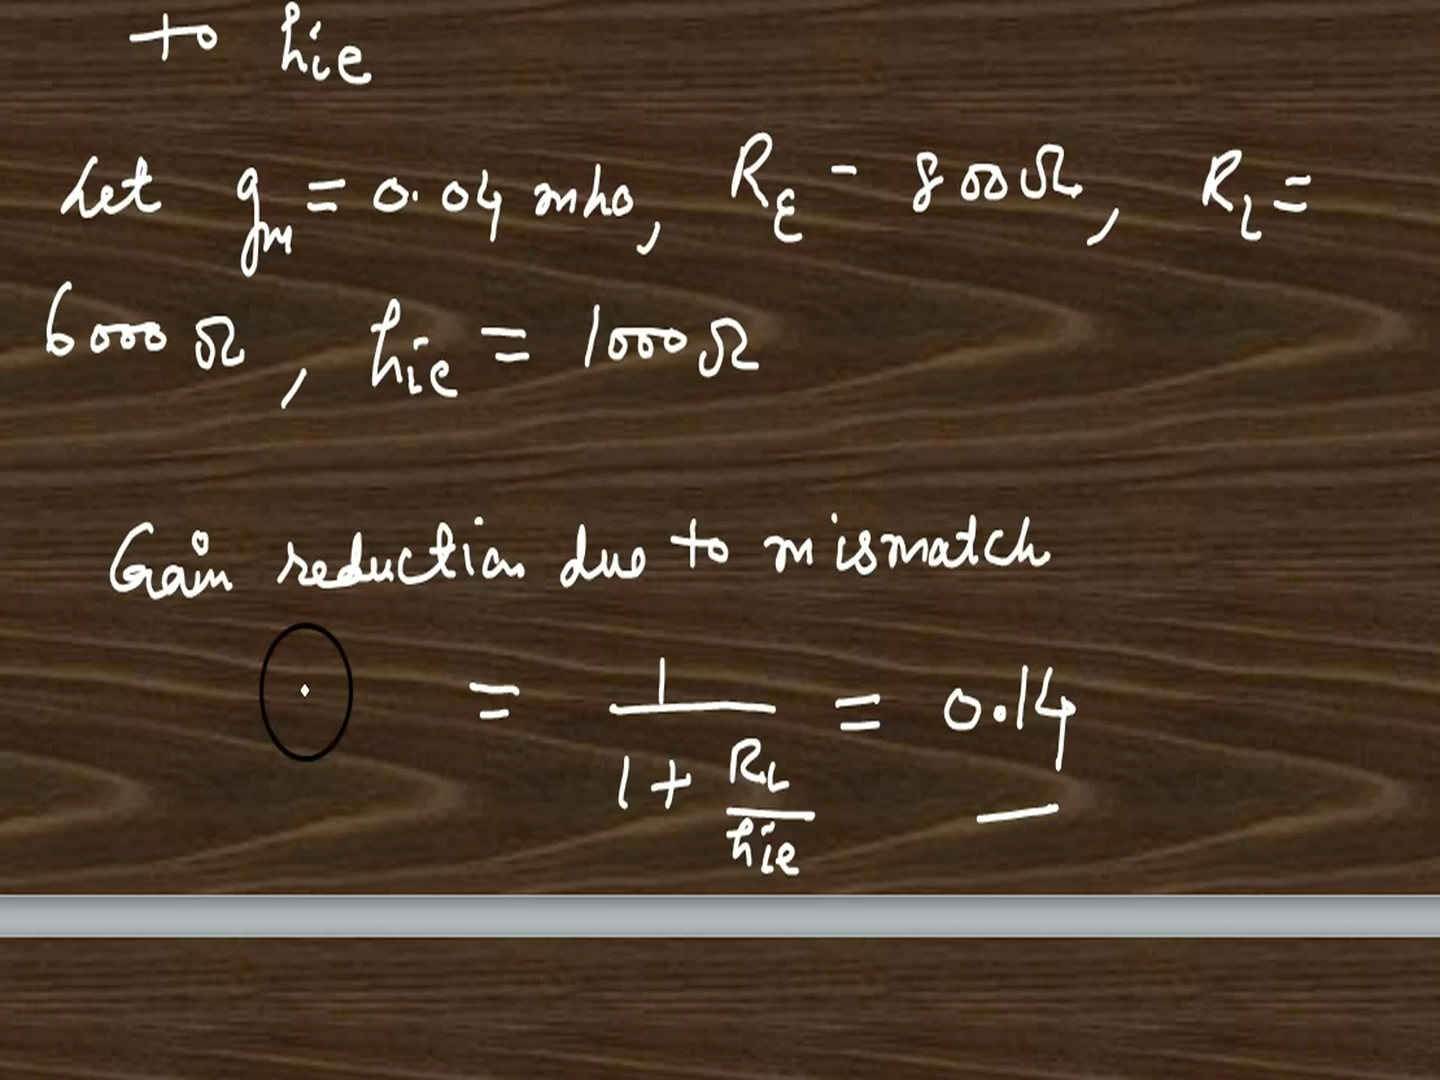 to hie
Let gm = 0.04 mho, RE - 800Ω, RL =
6000 Ω, hie = 1000 Ω
Gain reduction due to mismatch
= 1 / (1 + RL / hie) = 0.14